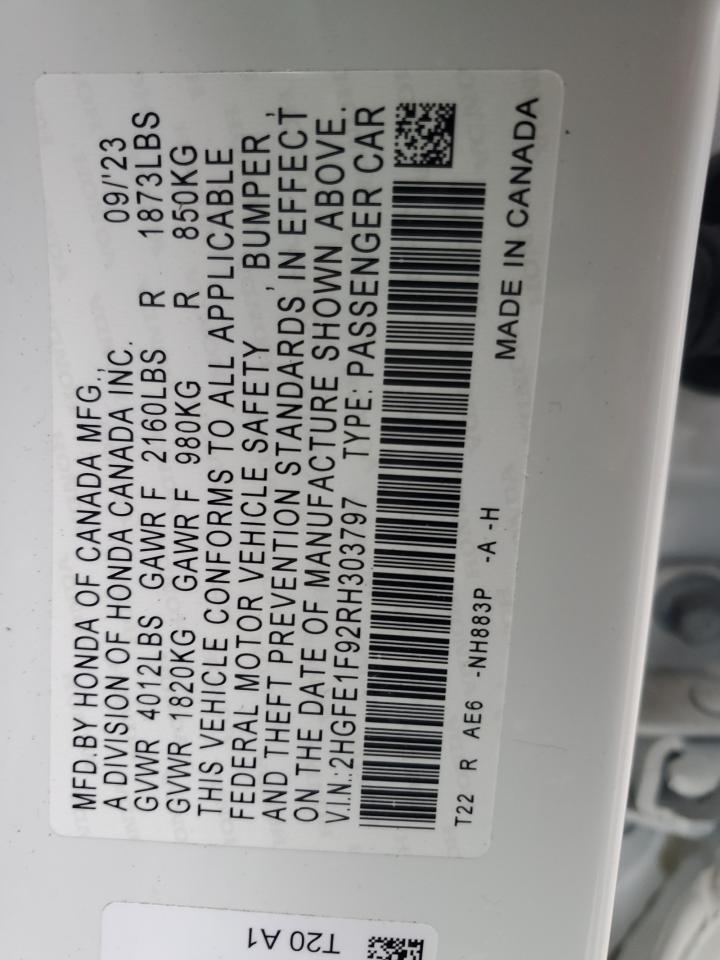 MFD.BY HONDA OF CANADA MFG.,
A DIVISION OF HONDA CANADA INC. 09/'23
GVWR 4012LBS GAWR F 2160LBS R 1873LBS
GVWR 1820KG GAWR F 980KG R 850KG
THIS VEHICLE CONFORMS TO ALL APPLICABLE
FEDERAL MOTOR VEHICLE SAFETY , BUMPER ,
AND THEFT PREVENTION STANDARDS IN EFFECT
ON THE DATE OF MANUFACTURE SHOWN ABOVE.
V.I.N.:2HGFE1F92RH303797 TYPE: PASSENGER CAR
T22 R AE6 -NH883P -A -H
MADE IN CANADA
T20 A1